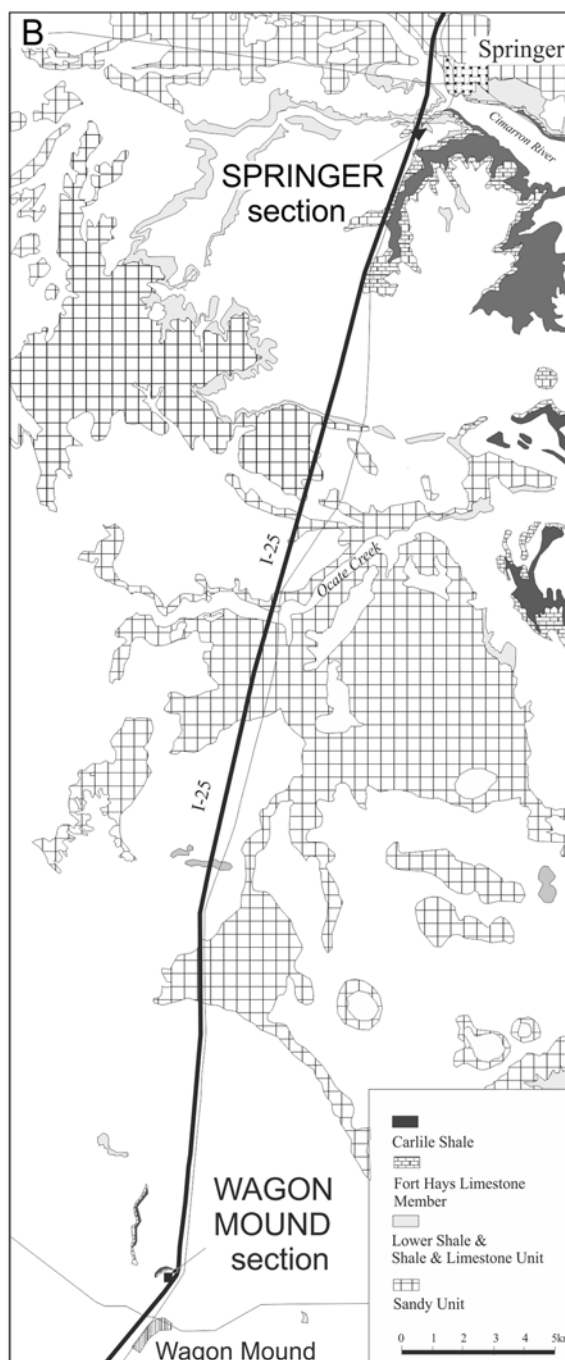 B
Springer
Cimarron River
SPRINGER
section
I-25
Ocate Creek
I-25
Carlile Shale
Fort Hays Limestone
Member
Lower Shale &
Shale & Limestone Unit
Sandy Unit
0 1 2 3 4 5km
WAGON
MOUND
section
Wagon Mound